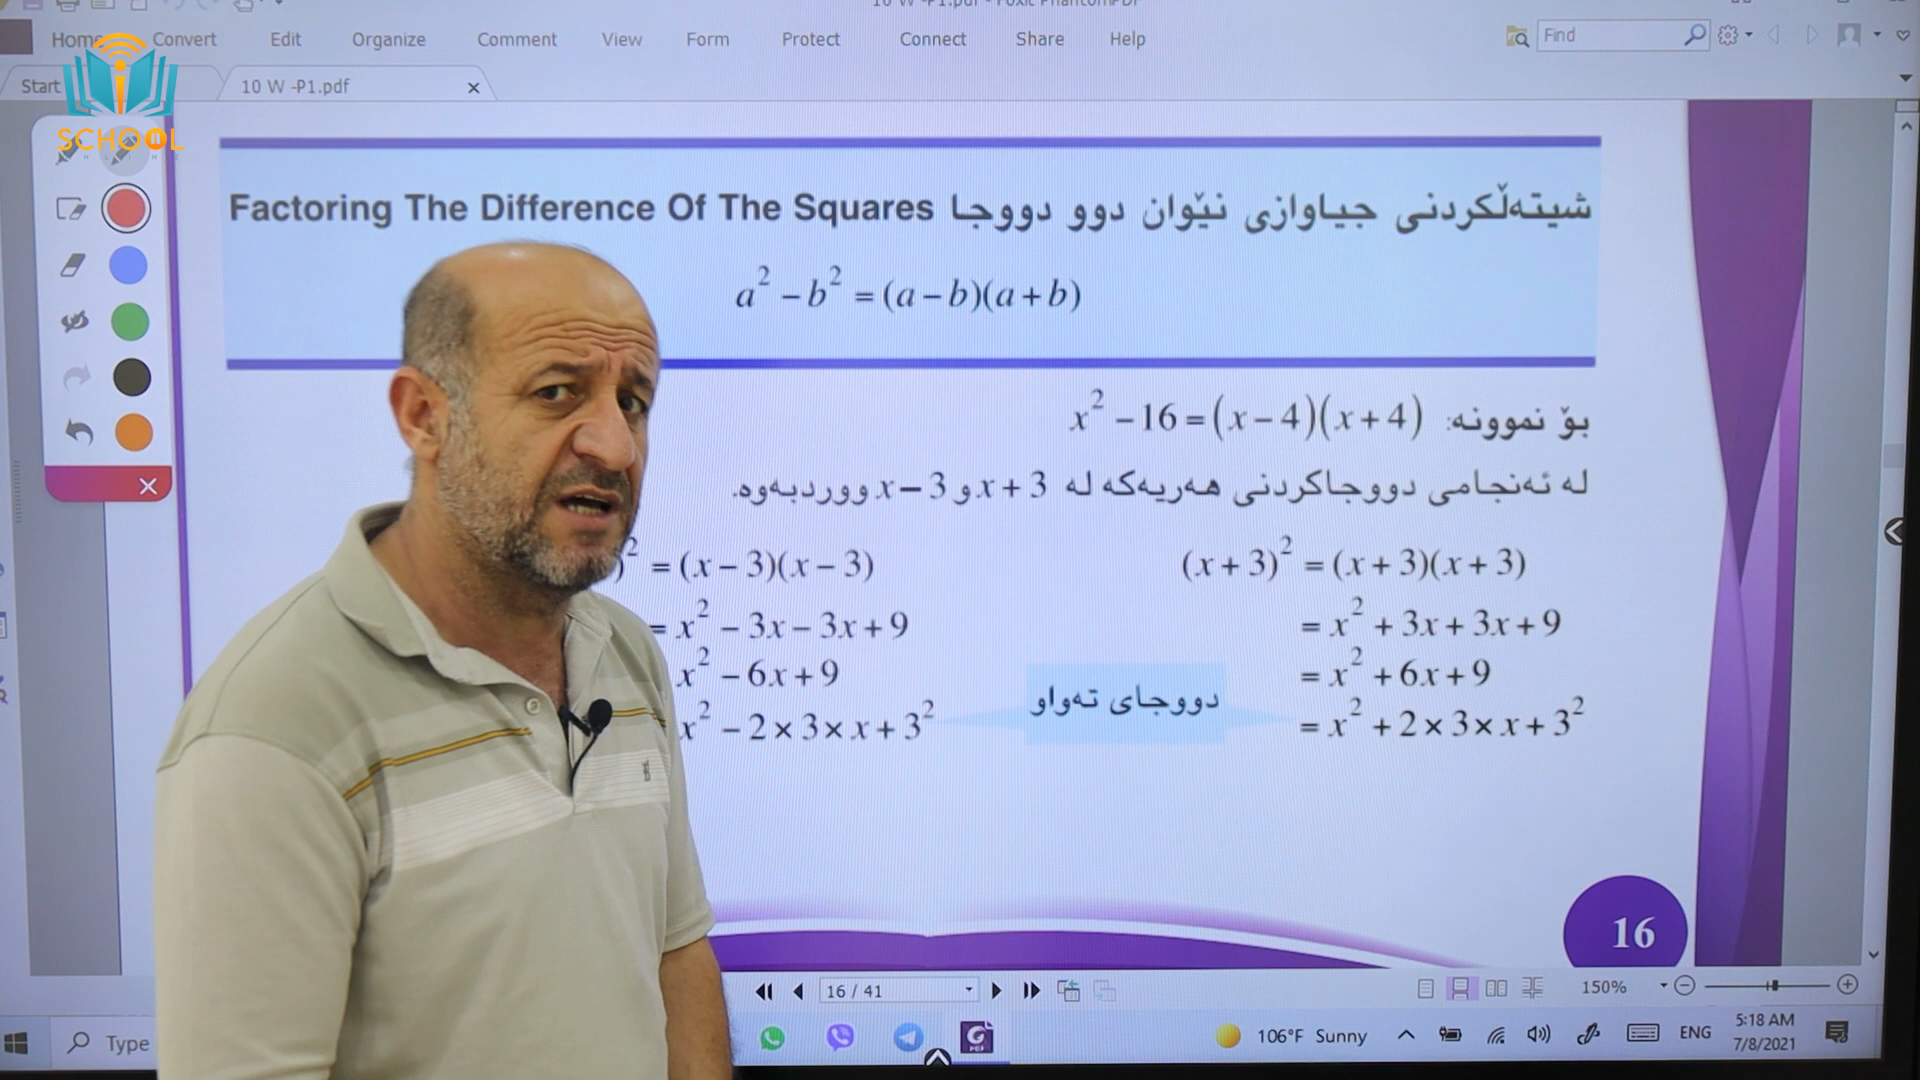 Home Convert Edit Organize Comment View Form Protect Connect Share Help Find
Start 10 W -P1.pdf
SCHOOL
Factoring The Difference Of The Squares شیتەڵکردنی جیاوازی نێوان دوو دووجا
a² − b² = (a − b)(a + b)
بۆ نموونە: x² − 16 = (x − 4)(x + 4)
لە ئەنجامی دووجاکردنی هەریەکە لە x + 3 و x − 3 ووردبەوە.
)² = (x − 3)(x − 3)
= x² − 3x − 3x + 9
x² − 6x + 9
x² − 2 × 3 × x + 3²
دووجای تەواو
(x + 3)² = (x + 3)(x + 3)
= x² + 3x + 3x + 9
= x² + 6x + 9
= x² + 2 × 3 × x + 3²
16
16 / 41 150%
Type 106°F Sunny ENG 5:18 AM
7/8/2021